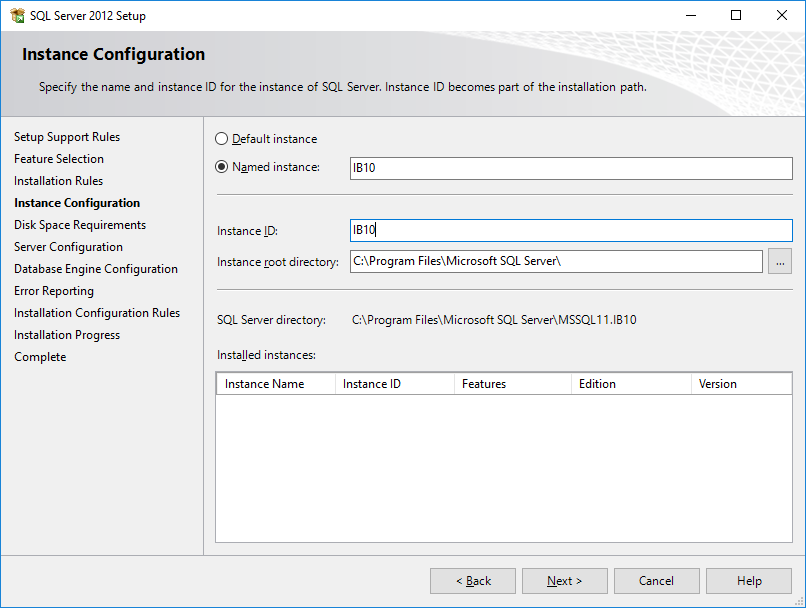 SQL Server 2012 Setup
Instance Configuration
Specify the name and instance ID for the instance of SQL Server. Instance ID becomes part of the installation path.
Setup Support Rules
Feature Selection
Installation Rules
Instance Configuration
Disk Space Requirements
Server Configuration
Database Engine Configuration
Error Reporting
Installation Configuration Rules
Installation Progress
Complete
Default instance
Named instance: IB10
Instance ID: IB10
Instance root directory: C:\Program Files\Microsoft SQL Server\ ...
SQL Server directory: C:\Program Files\Microsoft SQL Server\MSSQL11.IB10
Installed instances:
Instance Name Instance ID Features Edition Version
< Back Next > Cancel Help